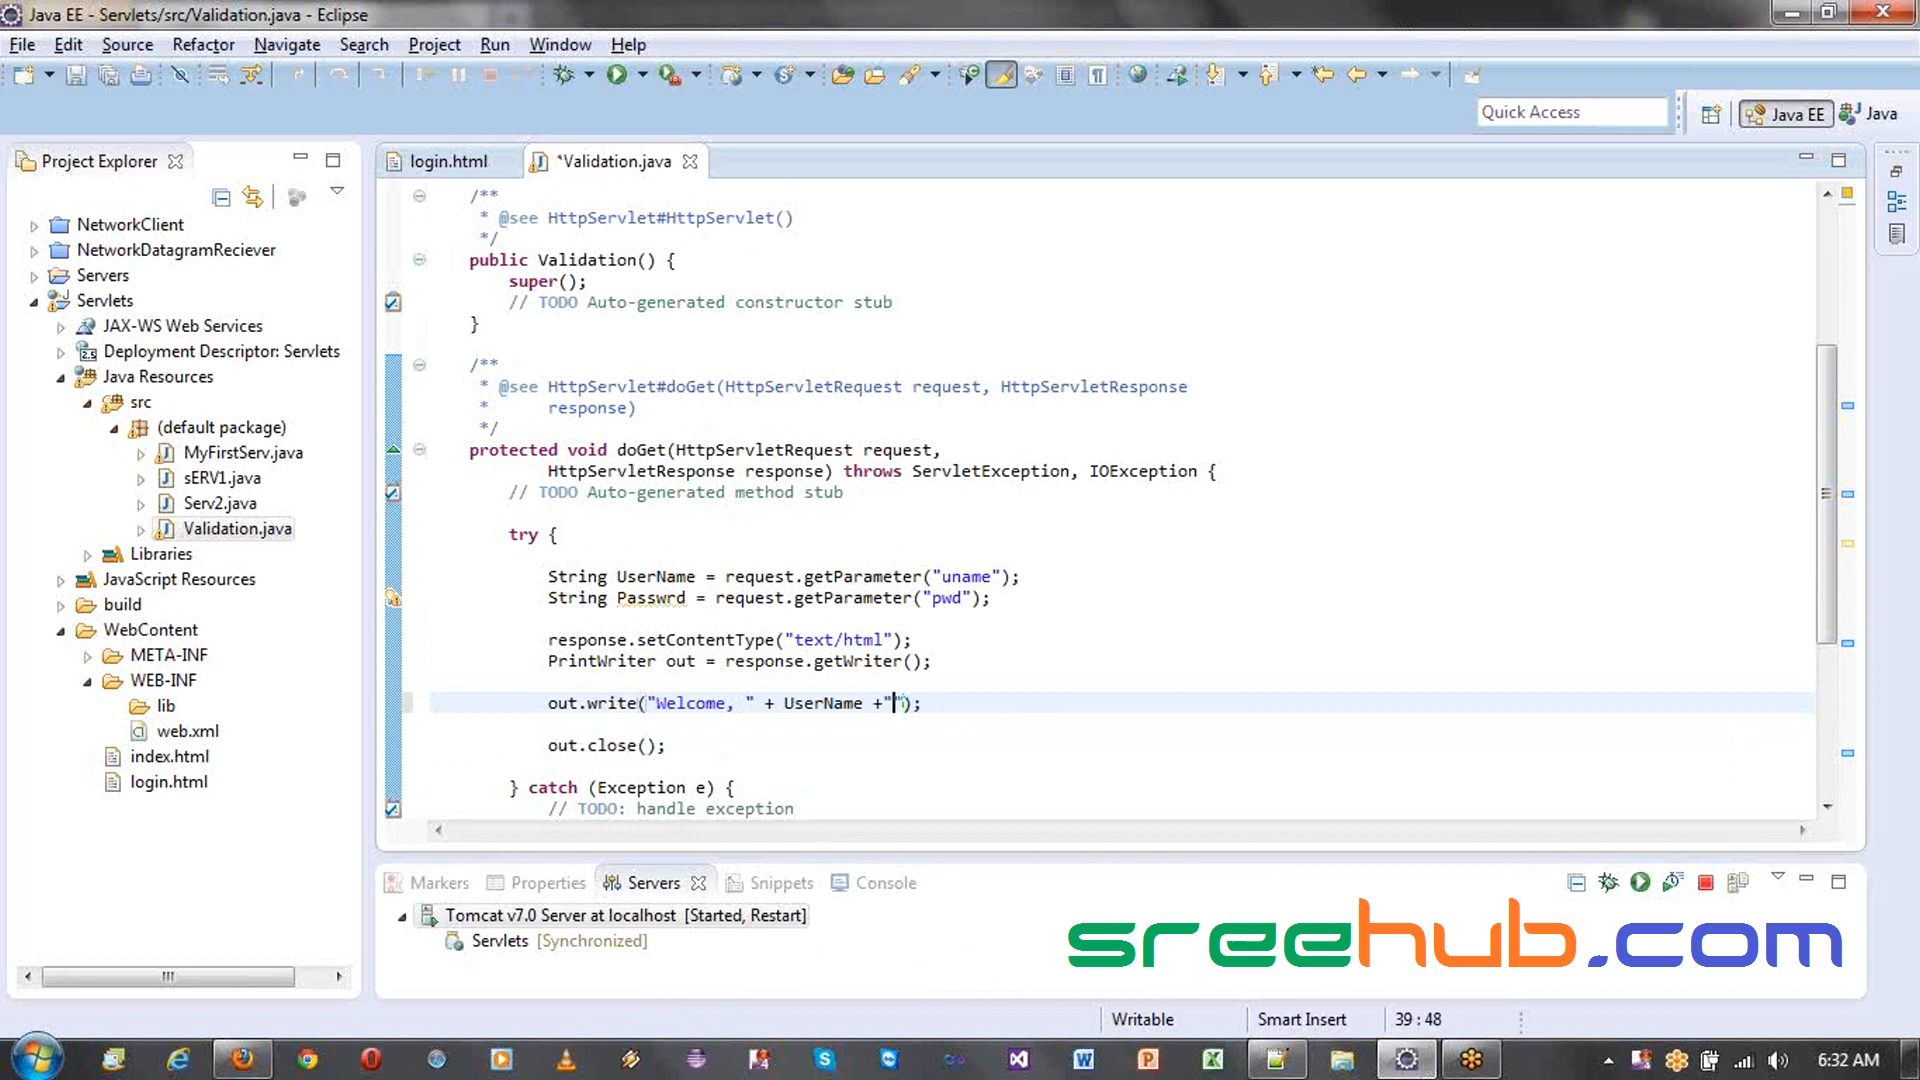 Java EE - Servlets/src/Validation.java - Eclipse
File Edit Source Refactor Navigate Search Project Run Window Help
Quick Access
Java EE
Java
Project Explorer
login.html
*Validation.java
NetworkClient
NetworkDatagramReciever
Servers
Servlets
JAX-WS Web Services
2.5
Deployment Descriptor: Servlets
Java Resources
src
(default package)
MyFirstServ.java
sERV1.java
Serv2.java
Validation.java
Libraries
JavaScript Resources
build
WebContent
META-INF
WEB-INF
lib
web.xml
index.html
login.html
/**
* @see HttpServlet#HttpServlet()
*/
public Validation() {
super();
// TODO Auto-generated constructor stub
}
/**
* @see HttpServlet#doGet(HttpServletRequest request, HttpServletResponse
* response)
*/
protected void doGet(HttpServletRequest request,
HttpServletResponse response) throws ServletException, IOException {
// TODO Auto-generated method stub
try {
String UserName = request.getParameter("uname");
String Passwrd = request.getParameter("pwd");
response.setContentType("text/html");
PrintWriter out = response.getWriter();
out.write("Welcome, " + UserName +"");
out.close();
} catch (Exception e) {
// TODO: handle exception
Markers Properties Servers Snippets Console
Tomcat v7.0 Server at localhost [Started, Restart]
Servlets [Synchronized]
sreehub.com
Writable Smart Insert 39 : 48
6:32 AM